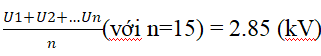 U1+U2+...Un
n
(với n=15) = 2.85 (kV)